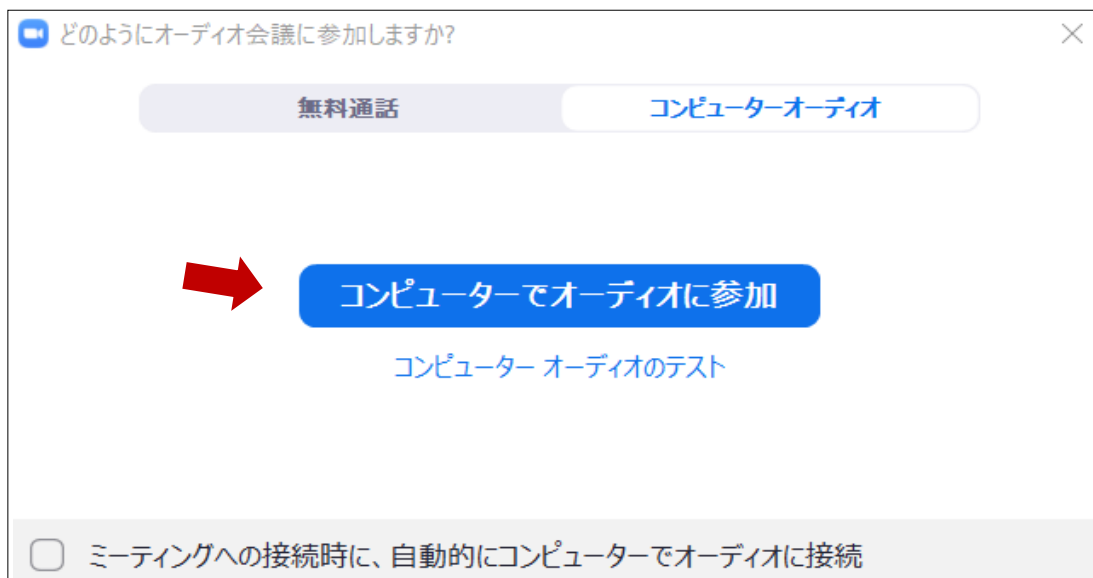 どのようにオーディオ会議に参加しますか?
無料通話
コンピューターオーディオ
コンピューターでオーディオに参加
コンピューター オーディオのテスト
ミーティングへの接続時に、自動的にコンピューターでオーディオに接続